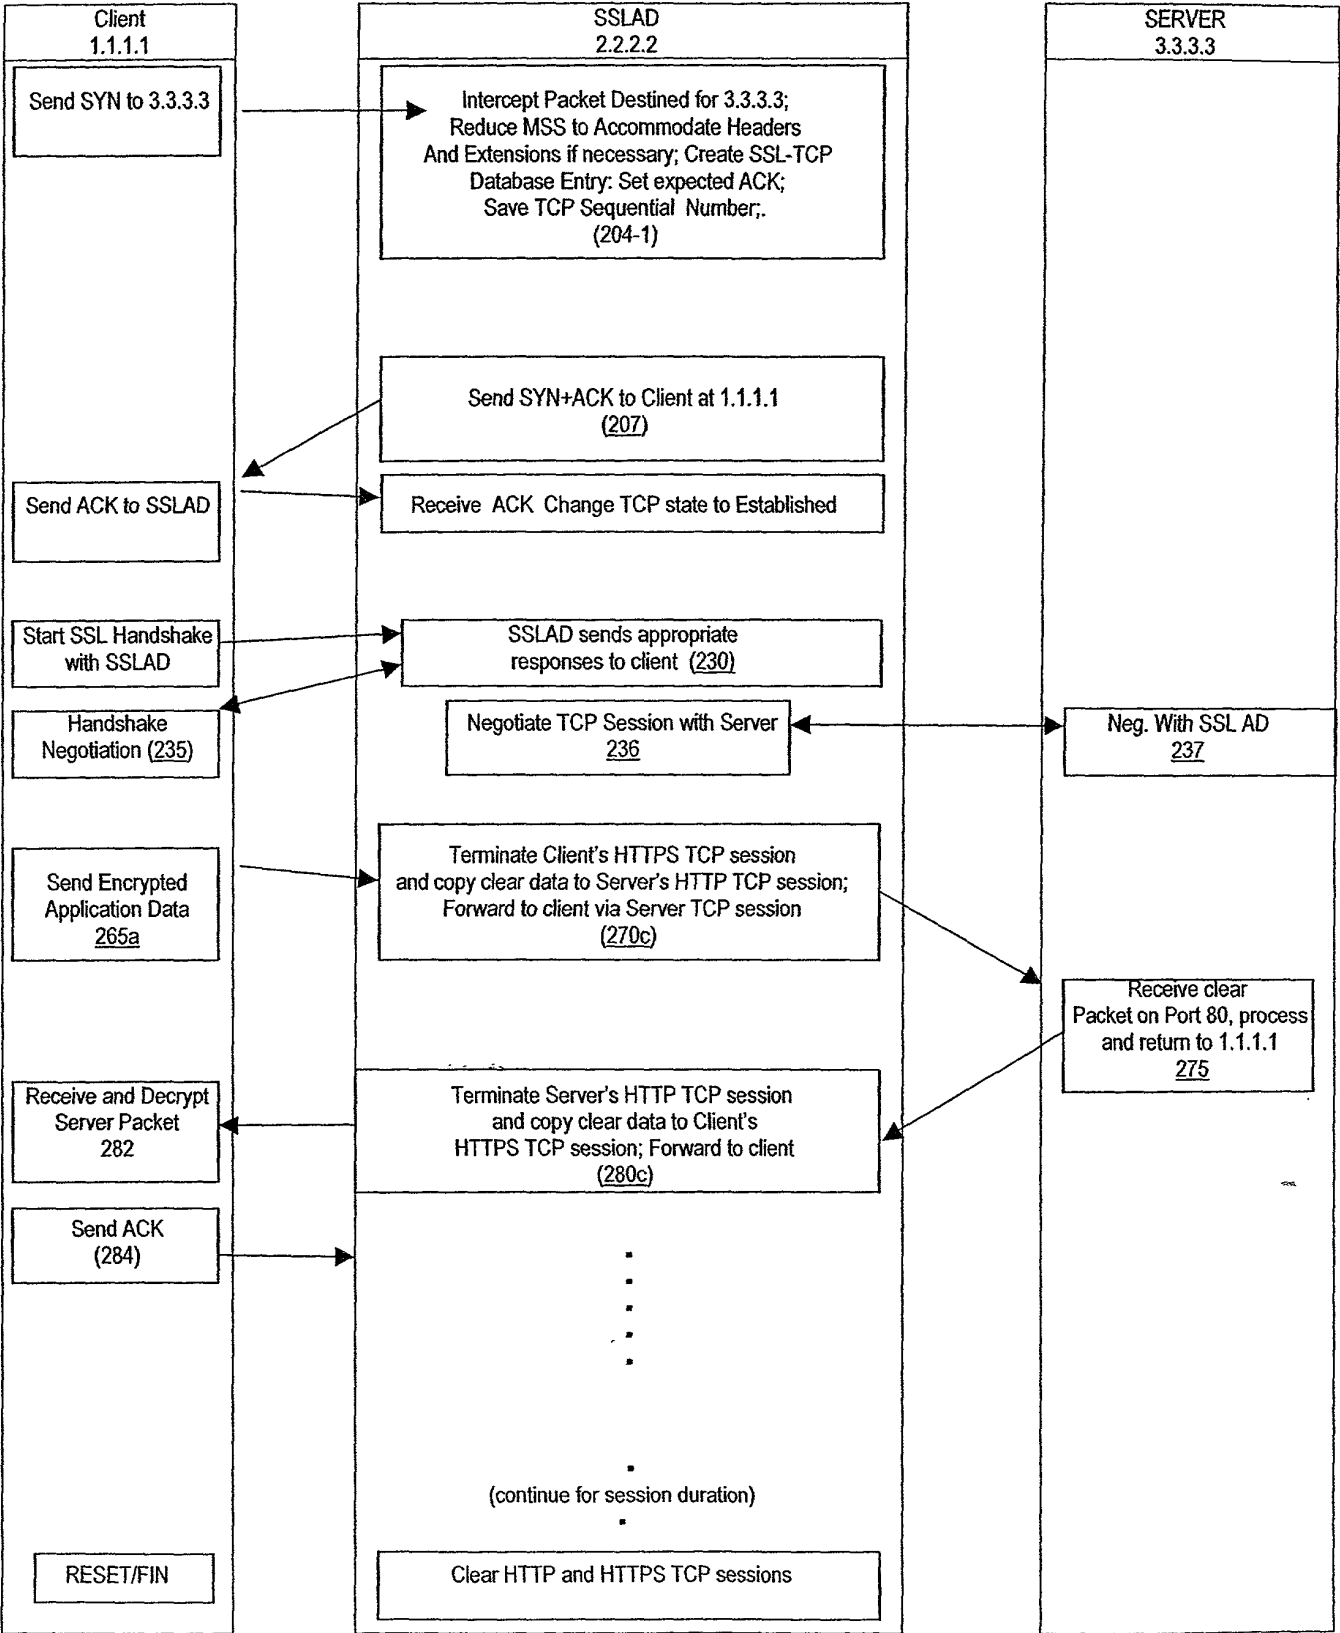 Client
1.1.1.1
SSLAD
2.2.2.2
SERVER
3.3.3.3
Send SYN to 3.3.3.3
Intercept Packet Destined for 3.3.3.3;
Reduce MSS to Accommodate Headers
And Extensions if necessary; Create SSL-TCP
Database Entry: Set expected ACK;
Save TCP Sequential Number;.
(204-1)
Send SYN+ACK to Client at 1.1.1.1
(207)
Send ACK to SSLAD
Receive ACK Change TCP state to Established
Start SSL Handshake
with SSLAD
SSLAD sends appropriate
responses to client (230)
Handshake
Negotiation (235)
Negotiate TCP Session with Server
236
Neg. With SSL AD
237
Send Encrypted
Application Data
265a
Terminate Client's HTTPS TCP session
and copy clear data to Server's HTTP TCP session;
Forward to client via Server TCP session
(270c)
Receive clear
Packet on Port 80, process
and return to 1.1.1.1
275
Receive and Decrypt
Server Packet
282
Terminate Server's HTTP TCP session
and copy clear data to Client's
HTTPS TCP session; Forward to client
(280c)
Send ACK
(284)
(continue for session duration)
RESET/FIN
Clear HTTP and HTTPS TCP sessions